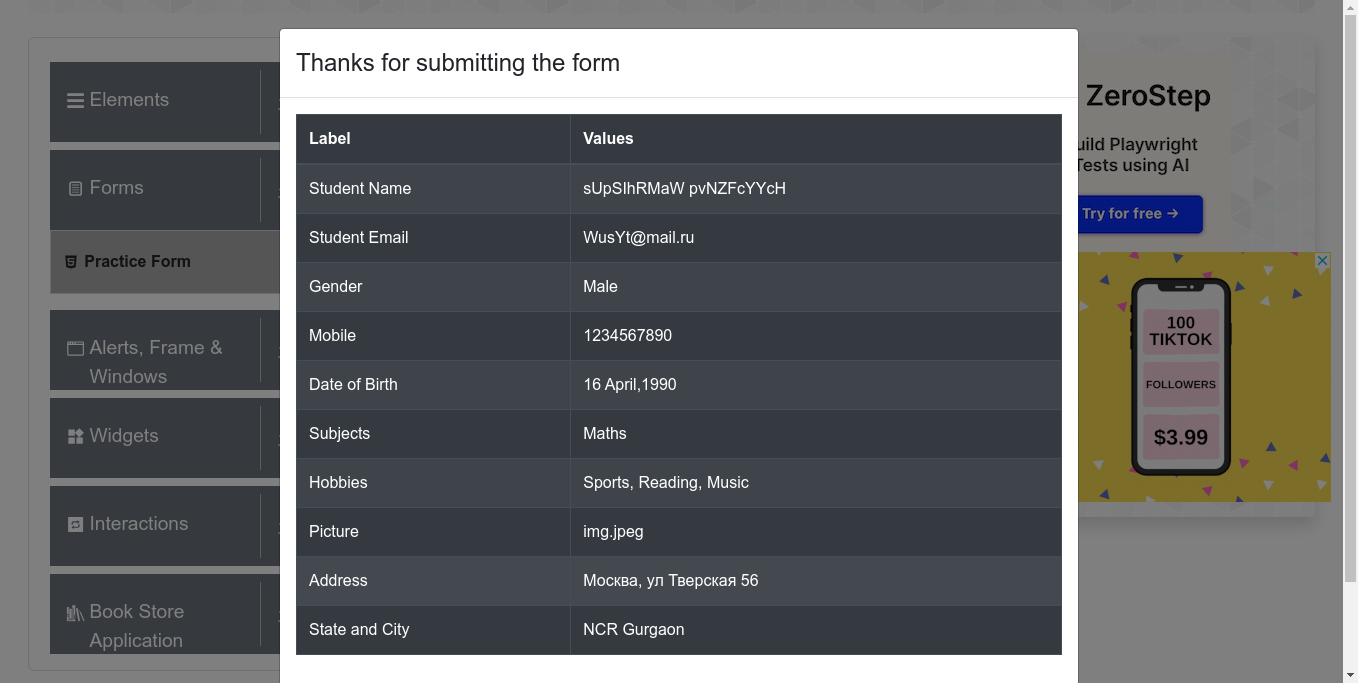 Thanks for submitting the form
Label Values
Student Name sUpSIhRMaW pvNZFcYYcH
Student Email WusYt@mail.ru
Gender Male
Mobile 1234567890
Date of Birth 16 April,1990
Subjects Maths
Hobbies Sports, Reading, Music
Picture img.jpeg
Address Москва, ул Тверская 56
State and City NCR Gurgaon
Elements
Forms
Practice Form
Alerts, Frame &
Windows
Widgets
Interactions
Book Store
Application
ZeroStep
uild Playwright
Tests using AI
Try for free →
100
TIKTOK
FOLLOWERS
$3.99